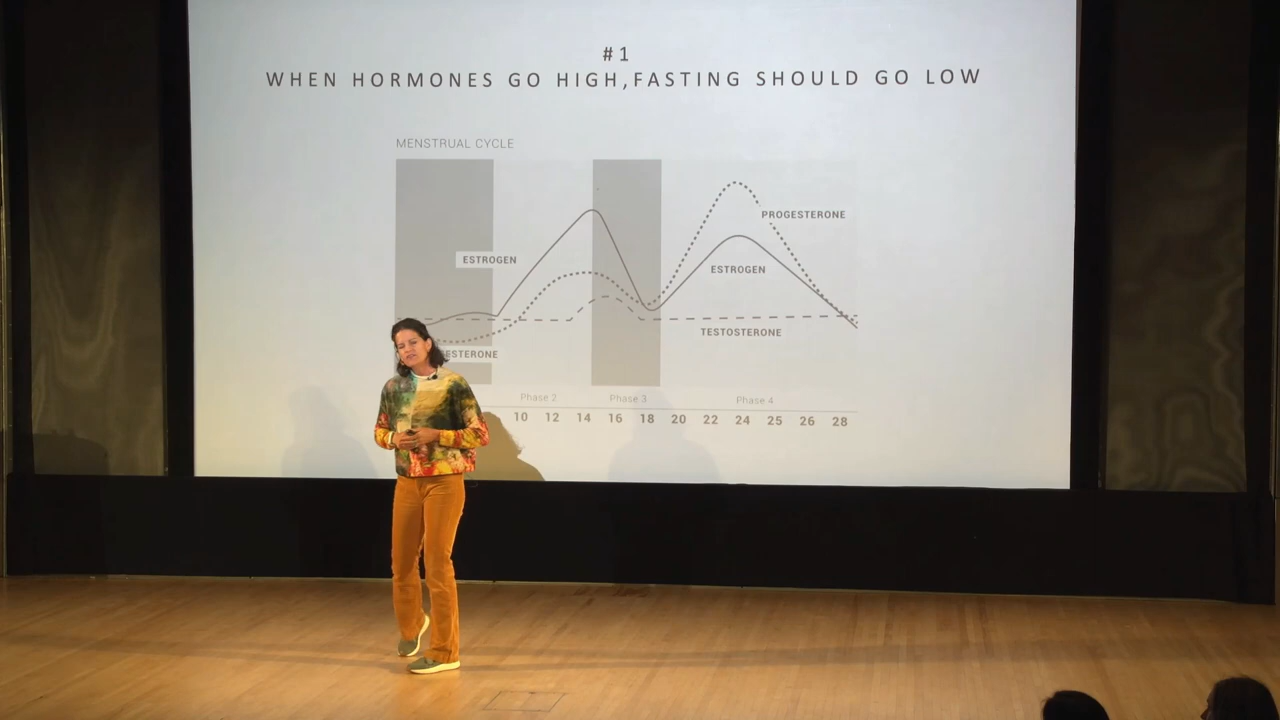 #1
WHEN HORMONES GO HIGH,FASTING SHOULD GO LOW
MENSTRUAL CYCLE
PROGESTERONE
ESTROGEN
ESTROGEN
TESTOSTERONE
ESTERONE
Phase 2 Phase 3 Phase 4
10 12 14 16 18 20 22 24 25 26 28